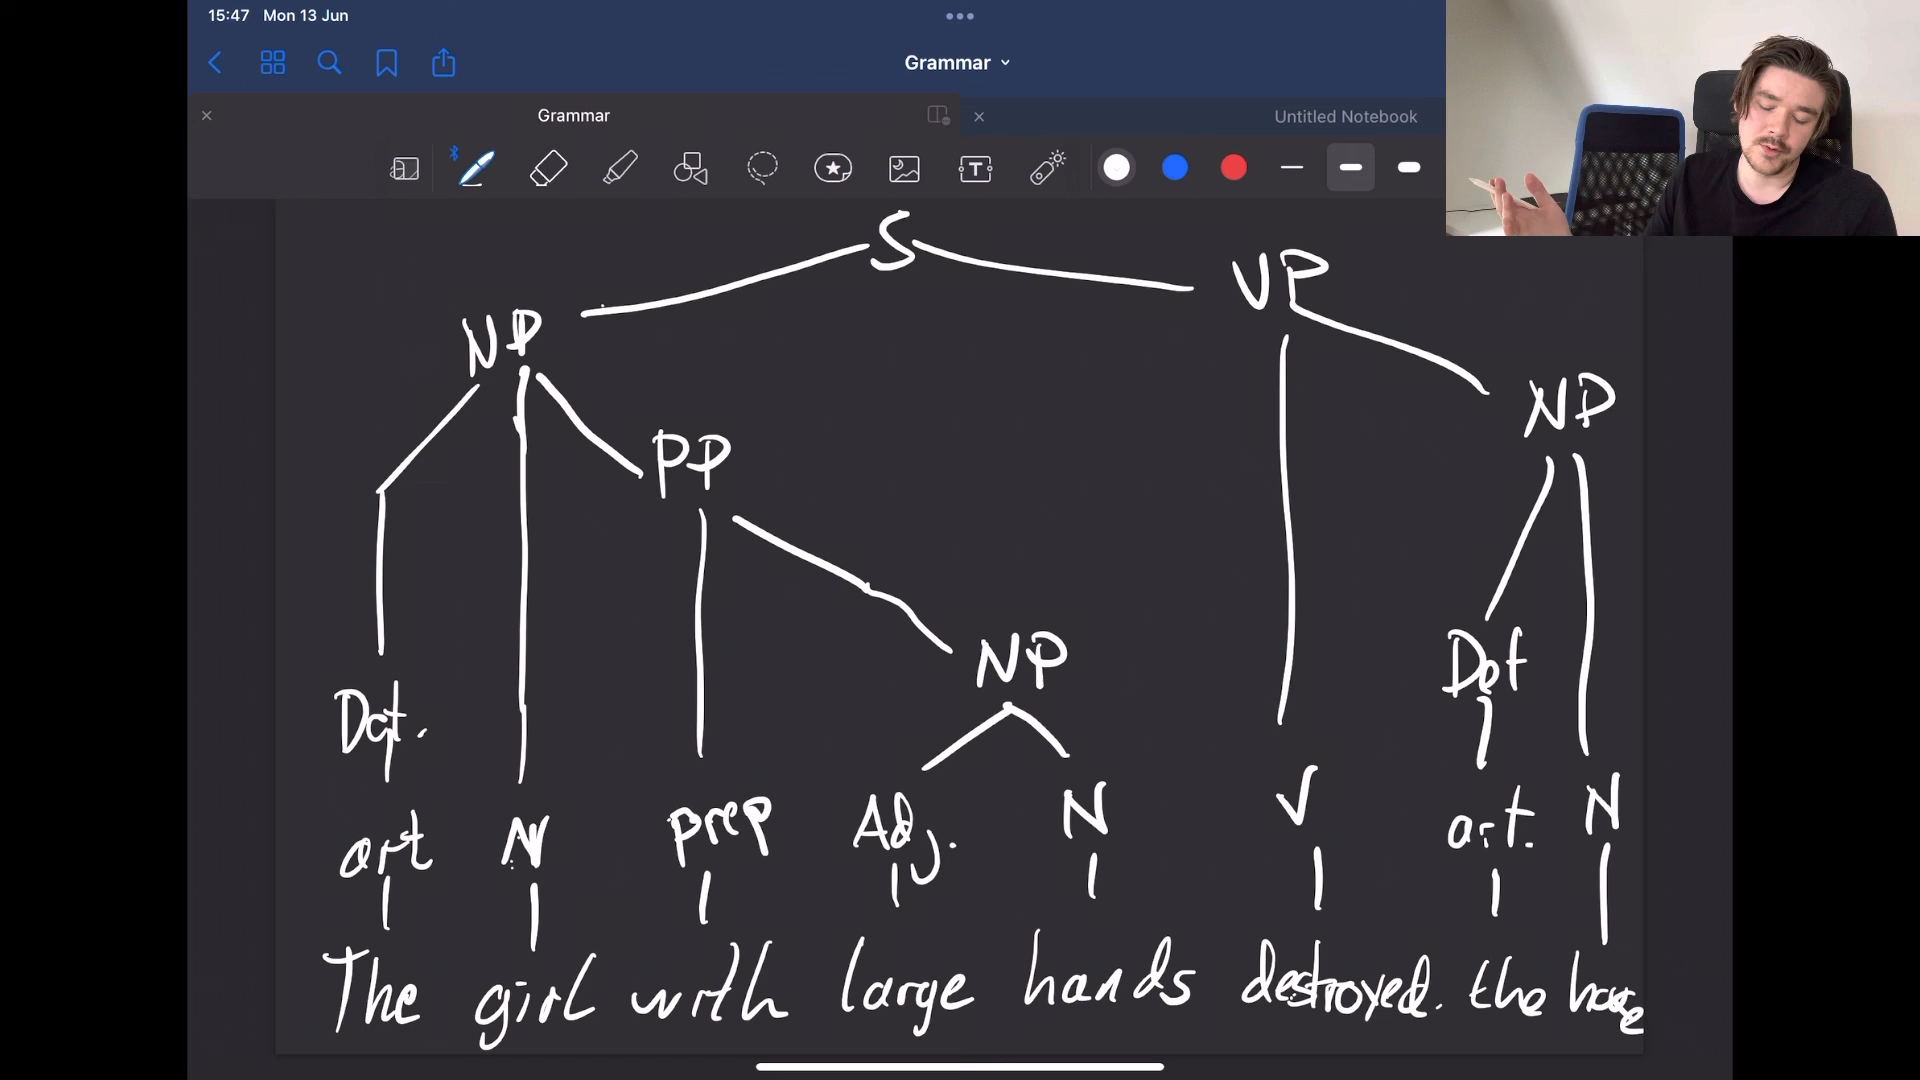 15:47 Mon 13 Jun
Grammar
Grammar Untitled Notebook
T
S
VP
NP
NP
PP
NP
Det
Det.
V
Adj. N art. N
art N prep
The girl with large hands destroyed. the house